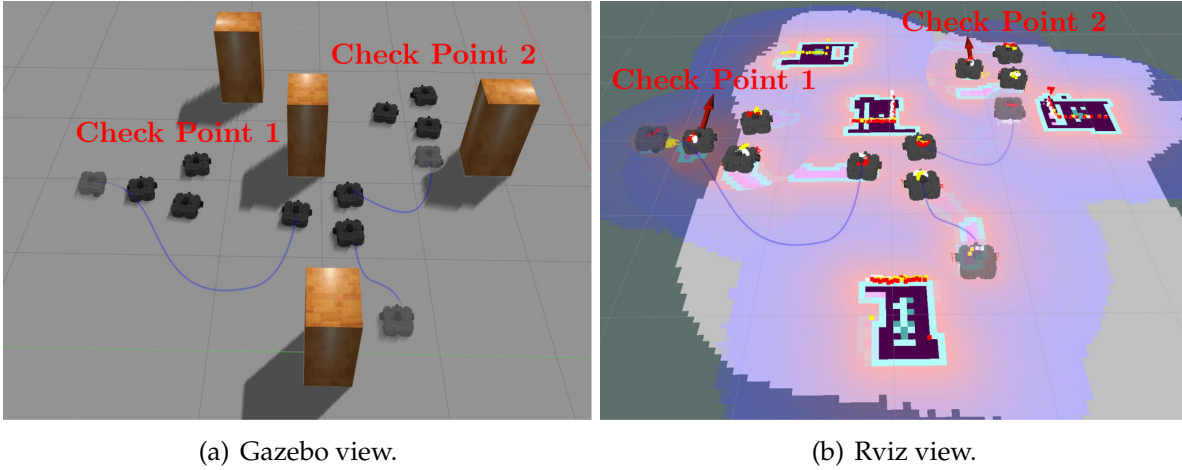 Check Point 2
Check Point 1
Check Point 2
Check Point 1
(a) Gazebo view.
(b) Rviz view.